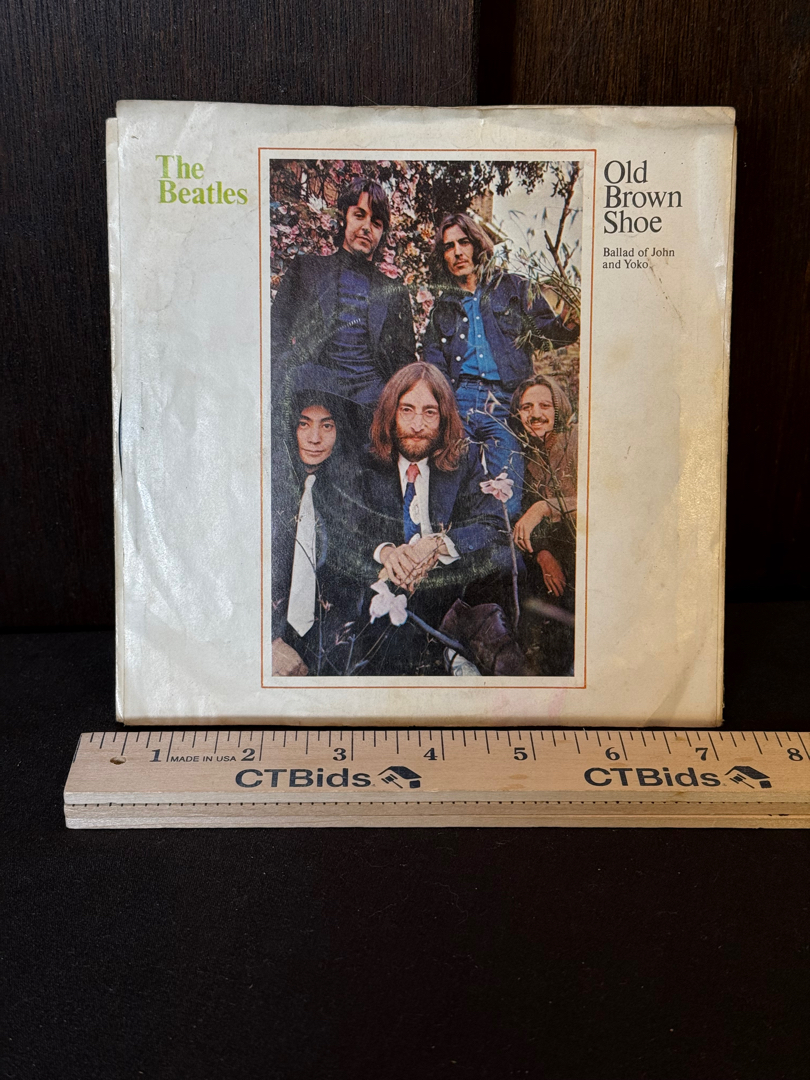 The
Beatles
Old
Brown
Shoe
Ballad of John
and Yoko.
1 MADE IN USA 2 3 4 5 6 7 8
CTBids CTBids